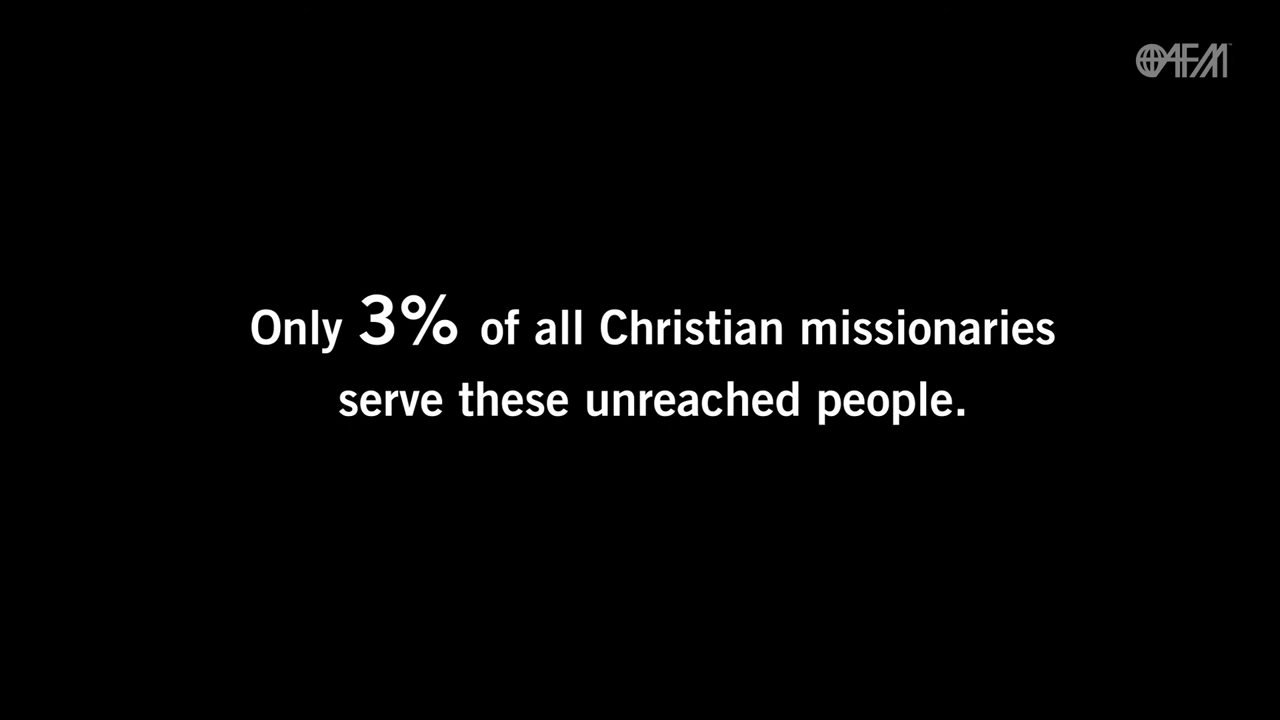 AFM
Only 3% of all Christian missionaries
serve these unreached people.